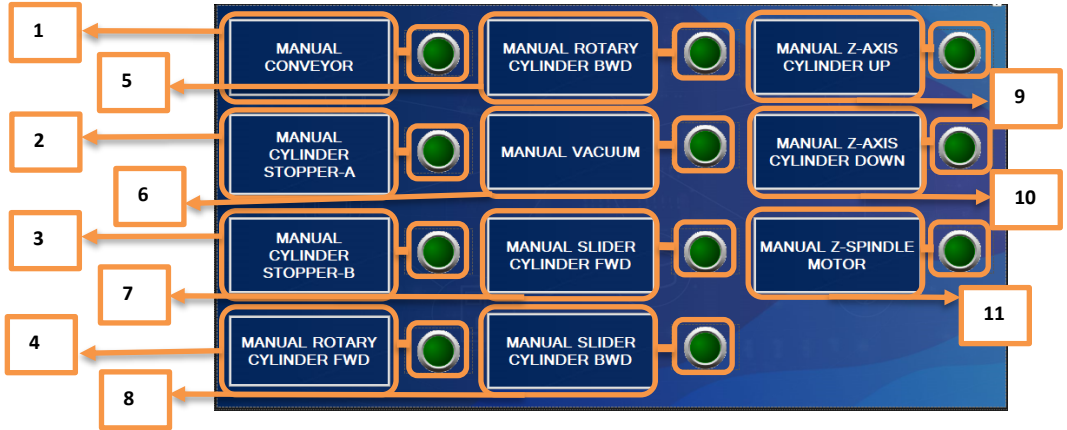 1
MANUAL
CONVEYOR
MANUAL ROTARY
CYLINDER BWD
MANUAL Z-AXIS
CYLINDER UP
5
9
2
MANUAL
CYLINDER
STOPPER-A
MANUAL VACUUM
MANUAL Z-AXIS
CYLINDER DOWN
6
10
3
MANUAL
CYLINDER
STOPPER-B
MANUAL SLIDER
CYLINDER FWD
MANUAL Z-SPINDLE
MOTOR
7
11
4
MANUAL ROTARY
CYLINDER FWD
MANUAL SLIDER
CYLINDER BWD
8